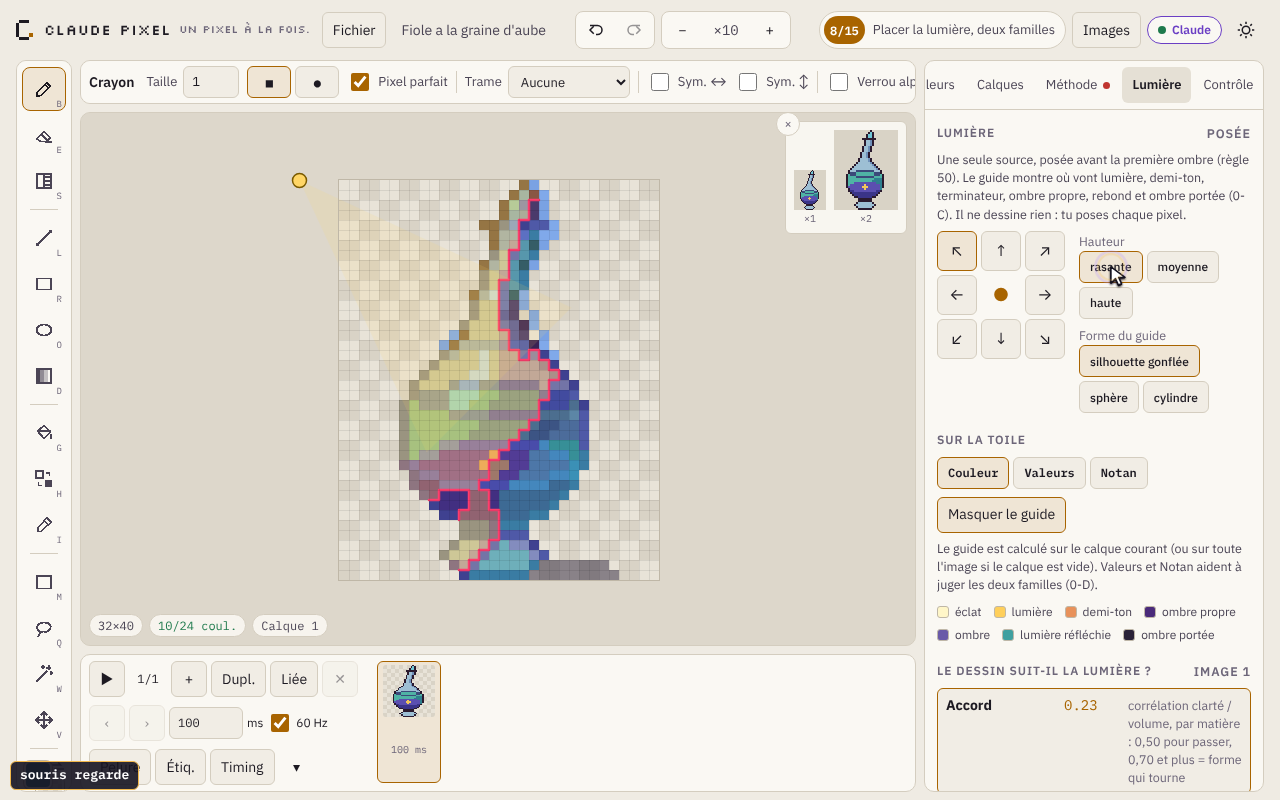 CLAUDE PIXEL UN PIXEL À LA FOIS. Fichier Fiole a la graine d'aube − ×10 + 8/15 Placer la lumière, deux familles Images Claude
Crayon Taille 1 Pixel parfait Trame Aucune Sym. ↔ Sym. ↕ Verrou alp
leurs Calques Méthode Lumière Contrôle
B
E
S
L
R
O
D
G
H
I
M
Q
W
V
×
×1 ×2
32×40 10/24 coul. Calque 1
LUMIÈRE POSÉE
Une seule source, posée avant la première ombre (règle
50). Le guide montre où vont lumière, demi-ton,
terminateur, ombre propre, rebond et ombre portée (0-
C). Il ne dessine rien : tu poses chaque pixel.
↖ ↑ ↗
← →
↙ ↓ ↘
Hauteur
rasante moyenne
haute
Forme du guide
silhouette gonflée
sphère cylindre
SUR LA TOILE
Couleur Valeurs Notan
Masquer le guide
Le guide est calculé sur le calque courant (ou sur toute
l'image si le calque est vide). Valeurs et Notan aident à
juger les deux familles (0-D).
éclat lumière demi-ton ombre propre
ombre lumière réfléchie ombre portée
LE DESSIN SUIT-IL LA LUMIÈRE ? IMAGE 1
Accord 0.23 corrélation clarté /
volume, par matière
: 0,50 pour passer,
0,70 et plus = forme
qui tourne
▶ 1/1 + Dupl. Liée ✕
‹ › 100 ms 60 Hz
Étiq. Timing ▼
100 ms
souris regarde